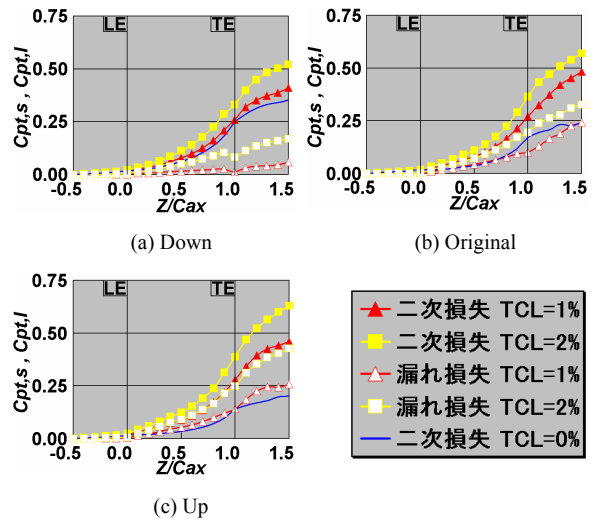 LE TE
0.75
0.50
0.25
0.00
Cpt,s , Cpt,l
-0.5 0.0 0.5 1.0 1.5
Z/Cax
(a) Down
LE TE
0.75
0.50
0.25
0.00
Cpt,s , Cpt,l
-0.5 0.0 0.5 1.0 1.5
Z/Cax
(b) Original
LE TE
0.75
0.50
0.25
0.00
Cpt,s , Cpt,l
-0.5 0.0 0.5 1.0 1.5
Z/Cax
(c) Up
二次損失 TCL=1%
二次損失 TCL=2%
漏れ損失 TCL=1%
漏れ損失 TCL=2%
二次損失 TCL=0%